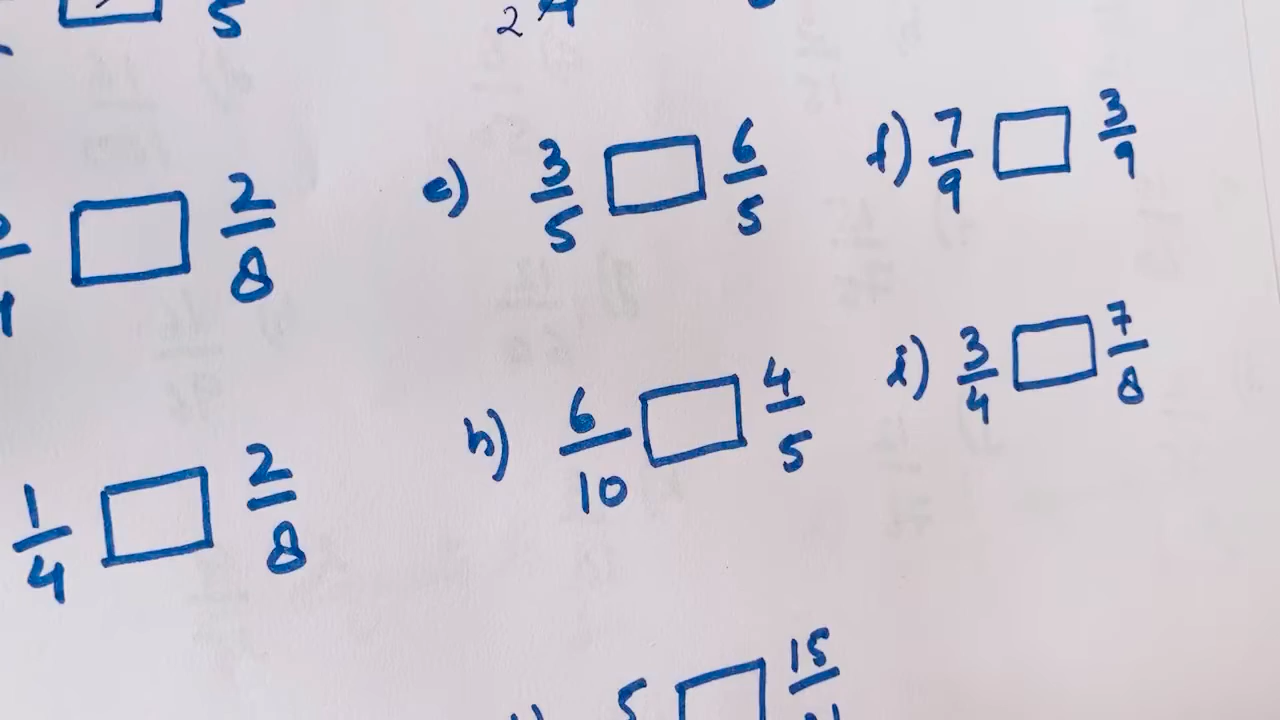 5 2 4
□ 2/8 e) 3/5 □ 6/5 f) 7/9 □ 3/9
1/4 □ 2/8 h) 6/10 □ 4/5 i) 3/4 □ 7/8
5 □ 15